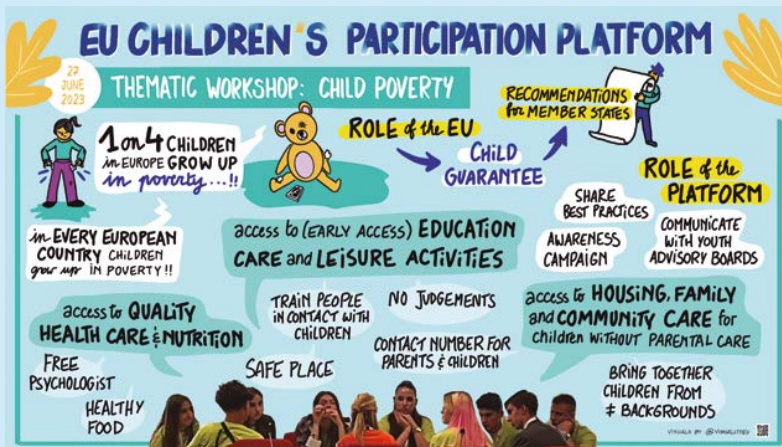 EU CHILDREN'S PARTICIPATION PLATFORM
27
JUNE
2023
THEMATIC WORKSHOP: CHILD POVERTY
1 on 4 CHILDREN
in EUROPE GROW UP
in poverty...!!
in EVERY EUROPEAN
COUNTRY CHILDREN
grow up IN POVERTY!!
ROLE of the EU
CHILD
GUARANTEE
RECOMMENDATIONS
for MEMBER STATES
ROLE of the
PLATFORM
SHARE
BEST PRACTICES
AWARENESS
CAMPAIGN
COMMUNICATE
WITH YOUTH
ADVISORY BOARDS
access to (EARLY ACCESS) EDUCATION
CARE and LEISURE ACTIVITIES
TRAIN PEOPLE
IN CONTACT WITH
CHILDREN
NO JUDGEMENTS
SAFE PLACE
CONTACT NUMBER FOR
PARENTS & CHILDREN
access to QUALITY
HEALTH CARE & NUTRITION
FREE
PSYCHOLOGIST
HEALTHY
FOOD
access to HOUSING, FAMILY
and COMMUNITY CARE for
children WITHOUT PARENTAL CARE
BRING TOGETHER
CHILDREN FROM
≠ BACKGROUNDS
VISUALS BY @VISUALITYEU